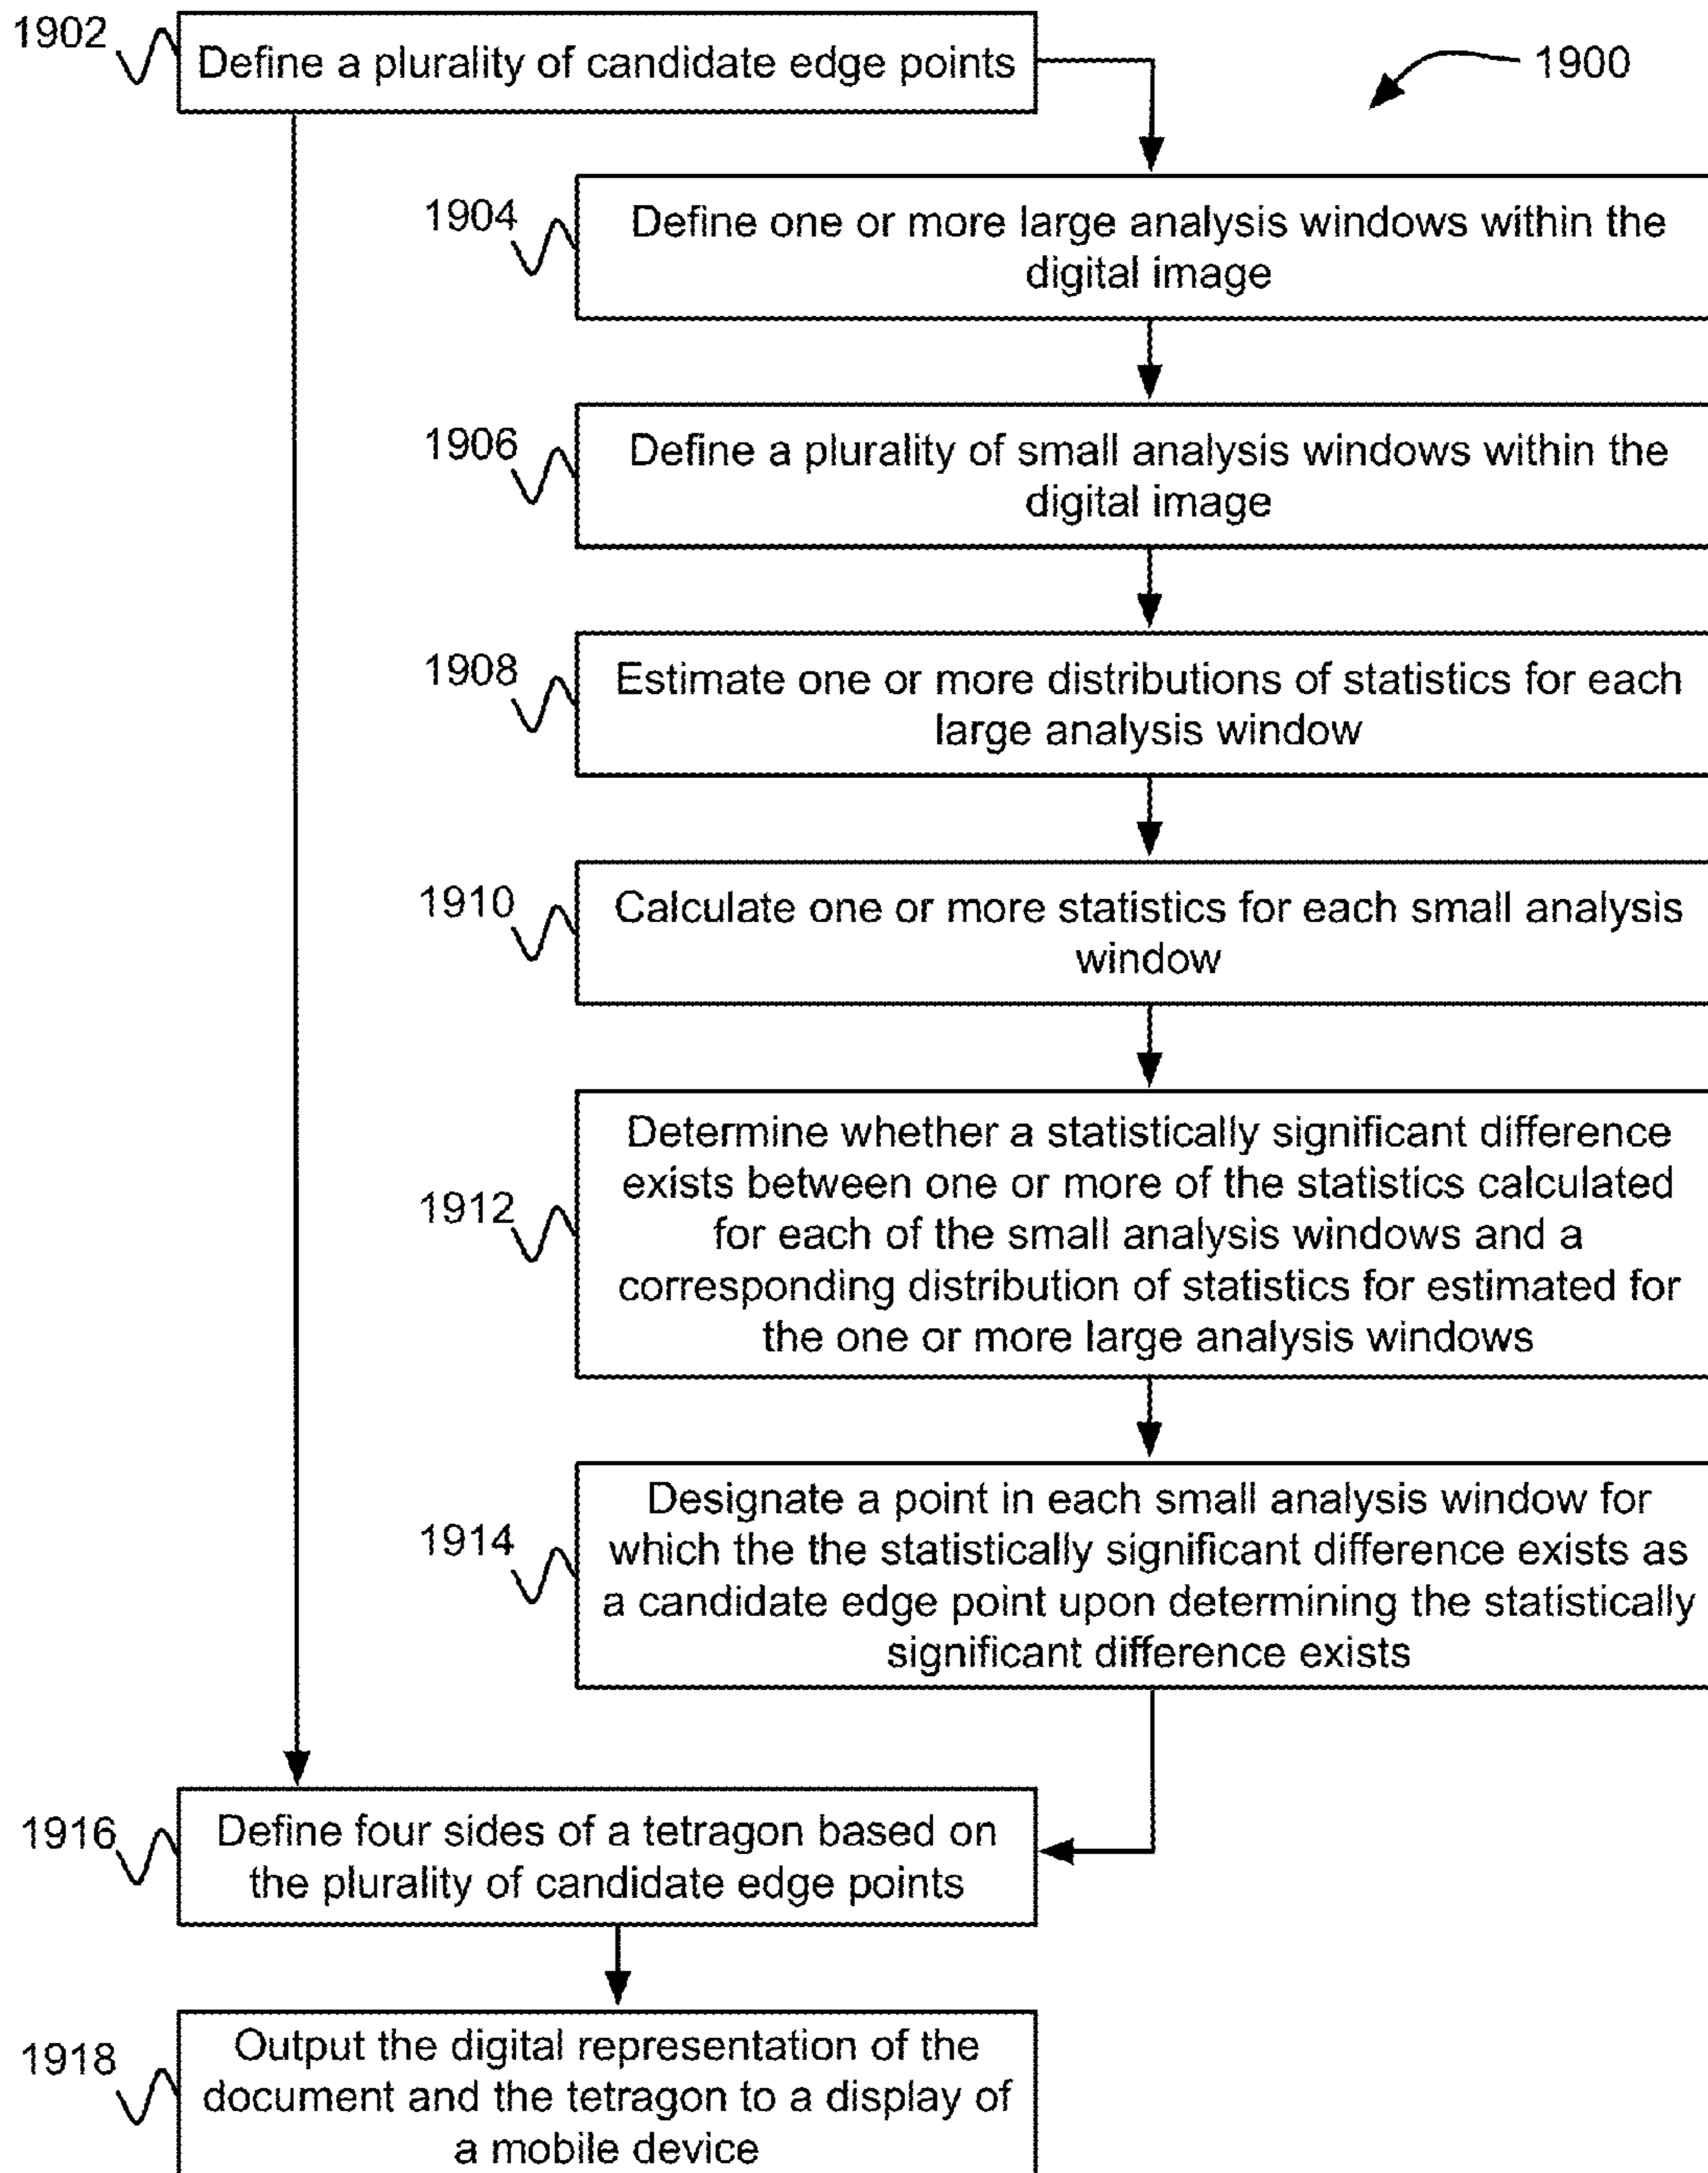 1902
Define a plurality of candidate edge points
1900
1904
Define one or more large analysis windows within the
digital image
1906
Define a plurality of small analysis windows within the
digital image
1908
Estimate one or more distributions of statistics for each
large analysis window
1910
Calculate one or more statistics for each small analysis
window
1912
Determine whether a statistically significant difference
exists between one or more of the statistics calculated
for each of the small analysis windows and a
corresponding distribution of statistics for estimated for
the one or more large analysis windows
1914
Designate a point in each small analysis window for
which the the statistically significant difference exists as
a candidate edge point upon determining the statistically
significant difference exists
1916
Define four sides of a tetragon based on
the plurality of candidate edge points
1918
Output the digital representation of the
document and the tetragon to a display of
a mobile device